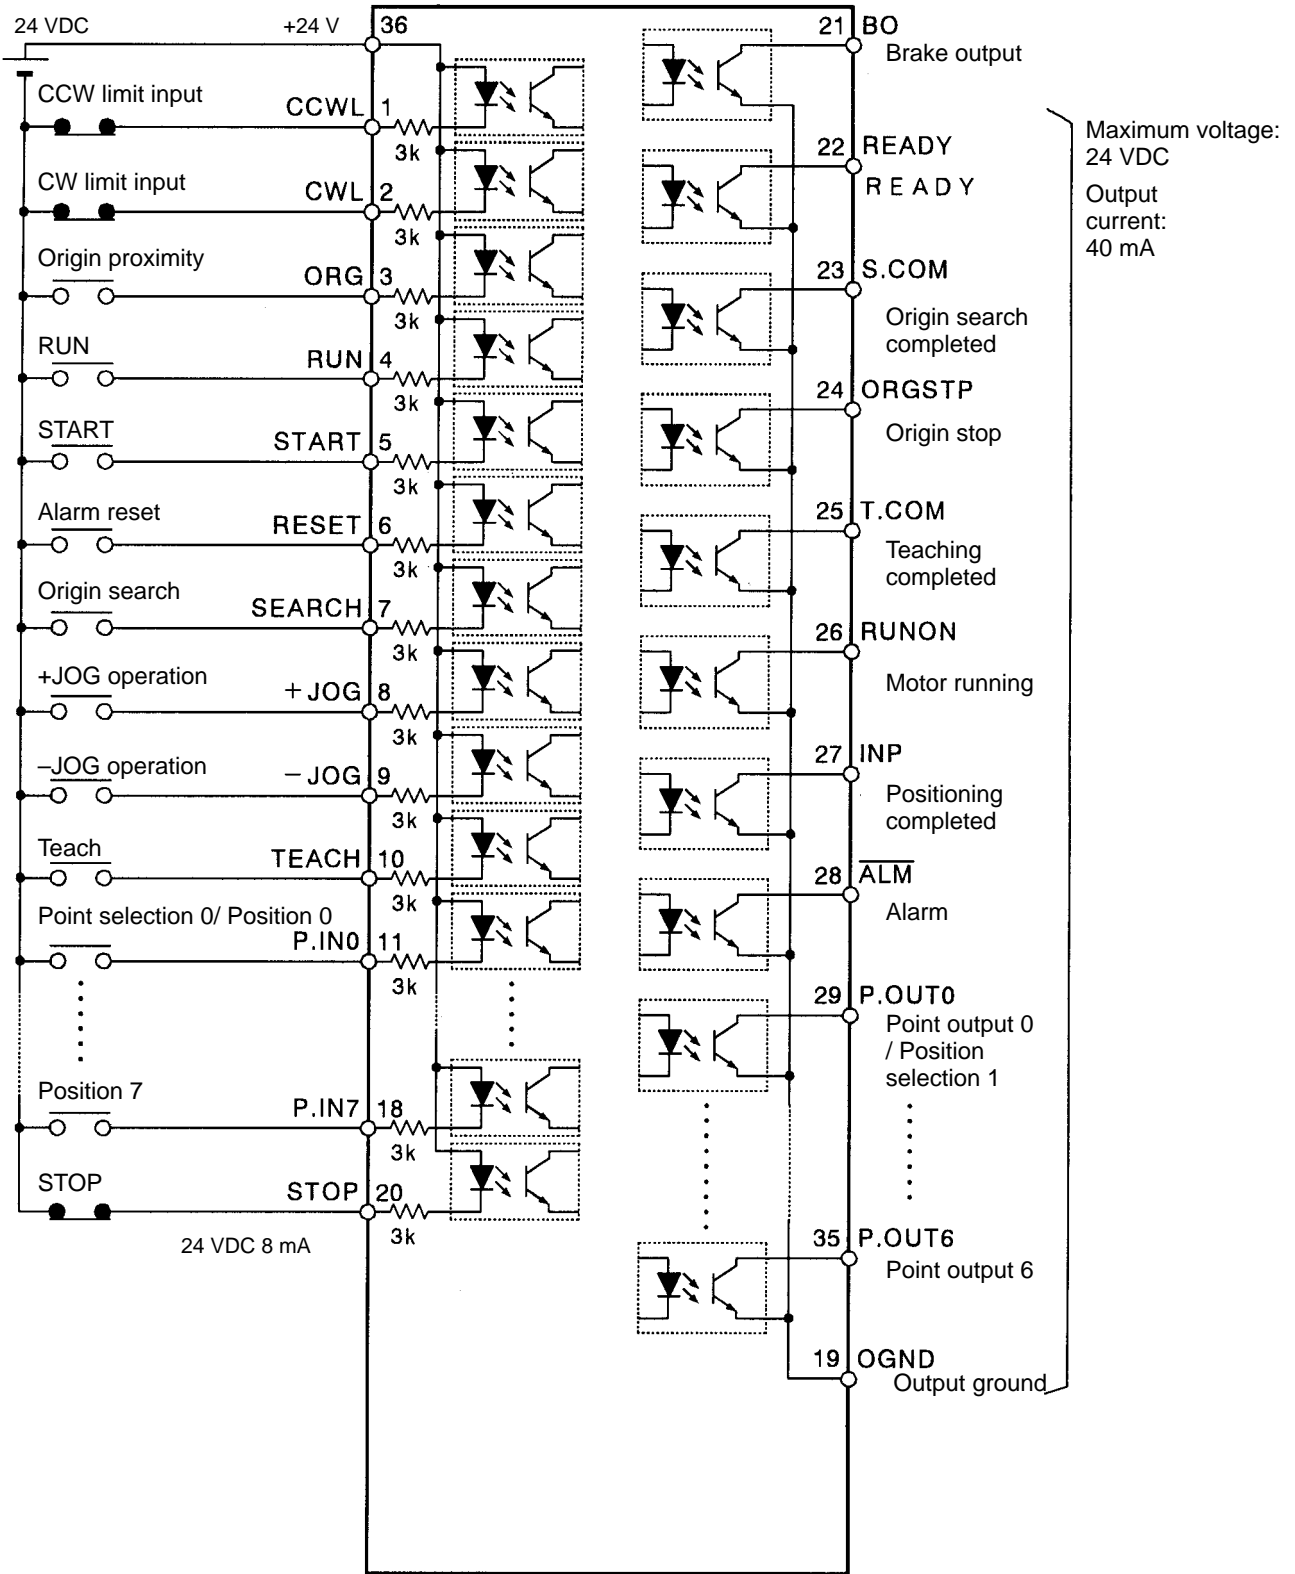 24 VDC
+24 V
36
CCW limit input
CCWL 1
3k
CW limit input
CWL 2
3k
Origin proximity
ORG 3
3k
RUN
RUN 4
3k
START
START 5
3k
Alarm reset
RESET 6
3k
Origin search
SEARCH 7
3k
+JOG operation
+JOG 8
3k
–JOG operation
–JOG 9
3k
Teach
TEACH 10
3k
Point selection 0/ Position 0
P.IN0 11
3k
Position 7
P.IN7 18
3k
STOP
STOP 20
3k
24 VDC 8 mA
21 BO
Brake output
22 READY
READY
23 S.COM
Origin search
completed
24 ORGSTP
Origin stop
25 T.COM
Teaching
completed
26 RUNON
Motor running
27 INP
Positioning
completed
28 ALM
Alarm
29 P.OUT0
Point output 0
/ Position
selection 1
35 P.OUT6
Point output 6
19 OGND
Output ground
Maximum voltage:
24 VDC
Output
current:
40 mA